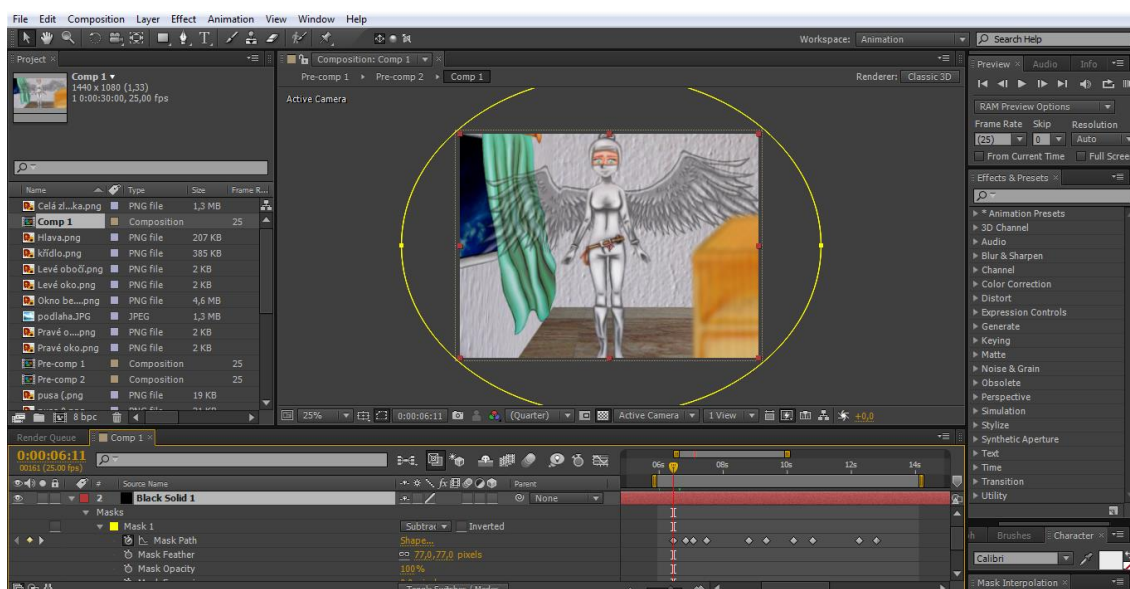 File Edit Composition Layer Effect Animation View Window Help
Workspace: Animation
Search Help
Project
Comp 1
1440 x 1080 (1,33)
1 0:00:30:00, 25,00 fps
Name Type Size Frame R...
Celá zl...ka.png PNG file 1,3 MB
Comp 1 Composition 25
Hlava.png PNG file 207 KB
křídlo.png PNG file 385 KB
Levé obočí.png PNG file 2 KB
Levé oko.png PNG file 2 KB
Okno be....png PNG file 4,6 MB
podlaha.JPG JPEG 1,3 MB
Pravé o....png PNG file 2 KB
Pravé oko.png PNG file 2 KB
Pre-comp 1 Composition 25
Pre-comp 2 Composition 25
pusa (.png PNG file 19 KB
8 bpc
Composition: Comp 1
Pre-comp 1 Pre-comp 2 Comp 1
Renderer: Classic 3D
Active Camera
25% 0:00:06:11 (Quarter) Active Camera 1 View +0,0
Preview Audio Info
RAM Preview Options
Frame Rate Skip Resolution
(25) 0 Auto
From Current Time Full Scree
Effects & Presets
* Animation Presets
3D Channel
Audio
Blur & Sharpen
Channel
Color Correction
Distort
Expression Controls
Generate
Keying
Matte
Noise & Grain
Obsolete
Perspective
Simulation
Stylize
Synthetic Aperture
Text
Time
Transition
Utility
Brushes Character
Calibri
Mask Interpolation
Render Queue Comp 1
0:00:06:11
00161 (25.00 fps)
06s 08s 10s 12s 14s
# Source Name Parent
2 Black Solid 1 None
Masks
Mask 1 Subtrac Inverted
Mask Path Shape...
Mask Feather 77,0,77,0 pixels
Mask Opacity 100%